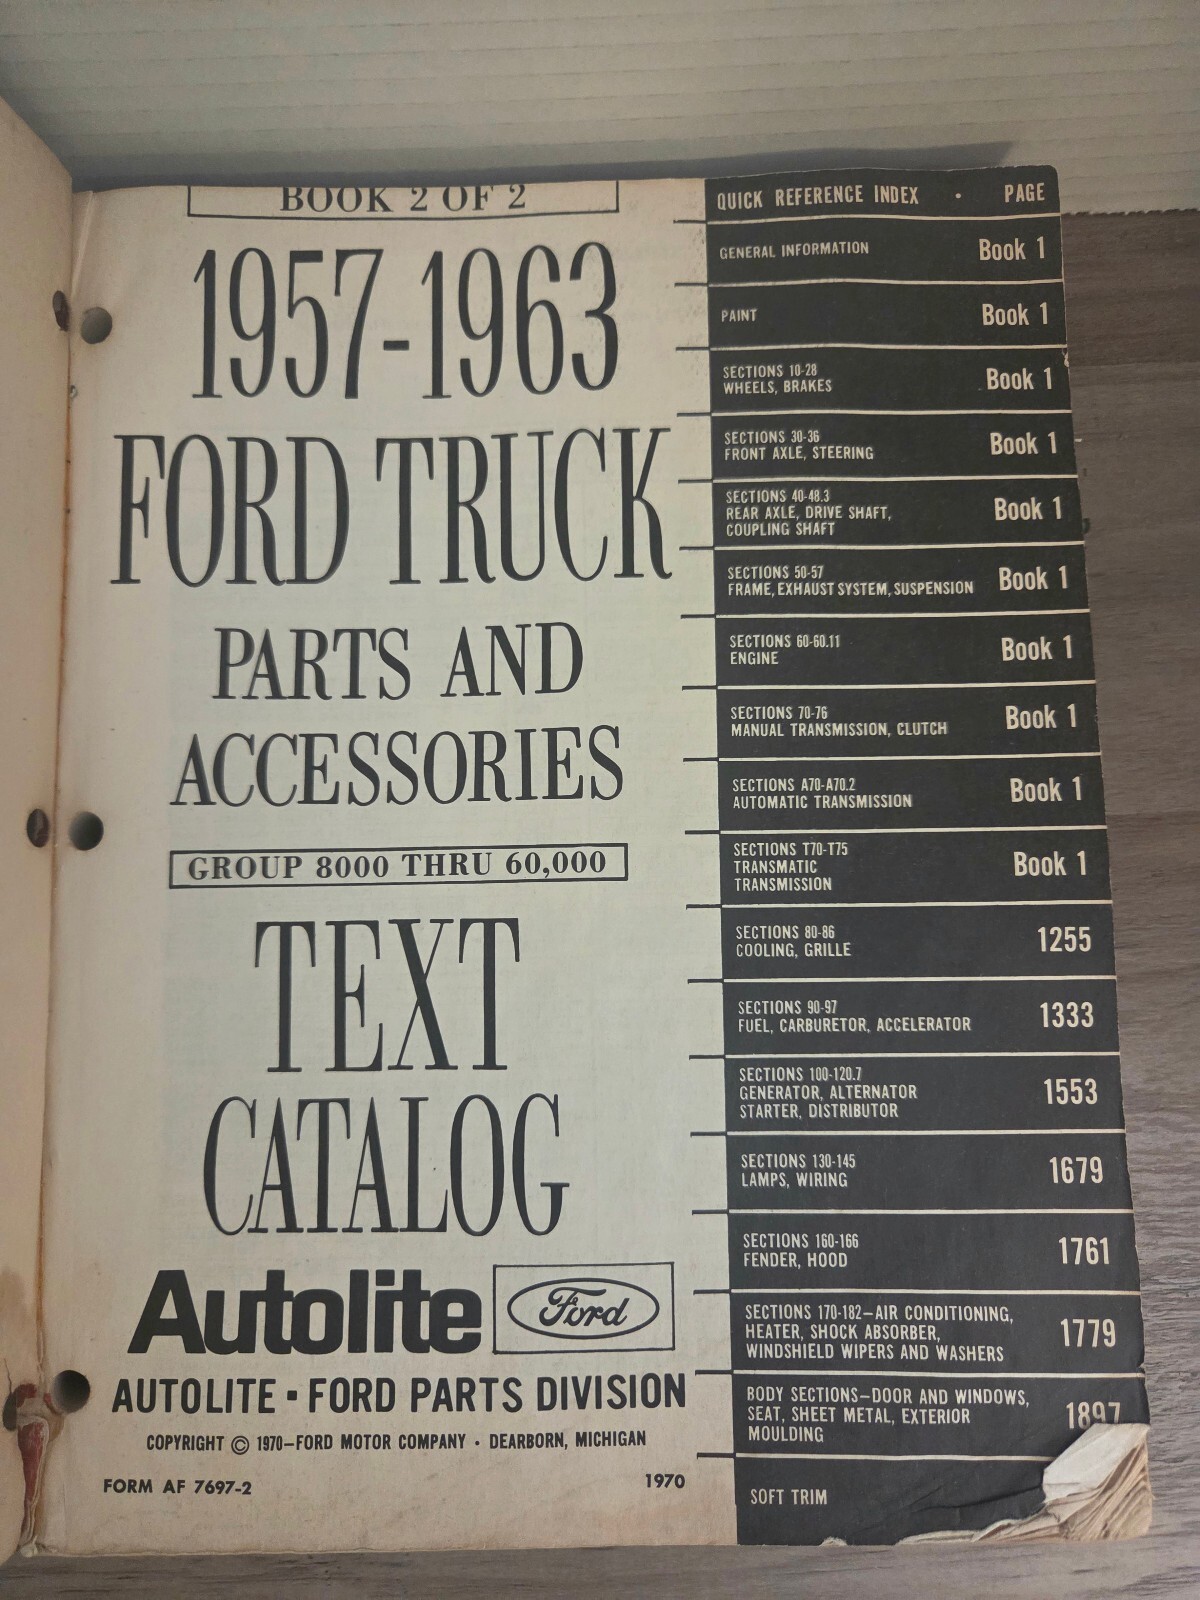 BOOK 2 OF 2
1957-1963
FORD TRUCK
PARTS AND
ACCESSORIES
GROUP 8000 THRU 60,000
TEXT
CATALOG
Autolite Ford
AUTOLITE - FORD PARTS DIVISION
COPYRIGHT © 1970—FORD MOTOR COMPANY • DEARBORN, MICHIGAN
FORM AF 7697-2 1970
QUICK REFERENCE INDEX • PAGE
GENERAL INFORMATION Book 1
PAINT Book 1
SECTIONS 10-28
WHEELS, BRAKES Book 1
SECTIONS 30-36
FRONT AXLE, STEERING Book 1
SECTIONS 40-48.3
REAR AXLE, DRIVE SHAFT, Book 1
COUPLING SHAFT
SECTIONS 50-57
FRAME, EXHAUST SYSTEM, SUSPENSION Book 1
SECTIONS 60-60.11
ENGINE Book 1
SECTIONS 70-76
MANUAL TRANSMISSION, CLUTCH Book 1
SECTIONS A70-A70.2
AUTOMATIC TRANSMISSION Book 1
SECTIONS T70-T75
TRANSMATIC Book 1
TRANSMISSION
SECTIONS 80-86
COOLING, GRILLE 1255
SECTIONS 90-97
FUEL, CARBURETOR, ACCELERATOR 1333
SECTIONS 100-120.7
GENERATOR, ALTERNATOR 1553
STARTER, DISTRIBUTOR
SECTIONS 130-145
LAMPS, WIRING 1679
SECTIONS 160-166
FENDER, HOOD 1761
SECTIONS 170-182—AIR CONDITIONING,
HEATER, SHOCK ABSORBER, 1779
WINDSHIELD WIPERS AND WASHERS
BODY SECTIONS—DOOR AND WINDOWS,
SEAT, SHEET METAL, EXTERIOR 1897
MOULDING
SOFT TRIM